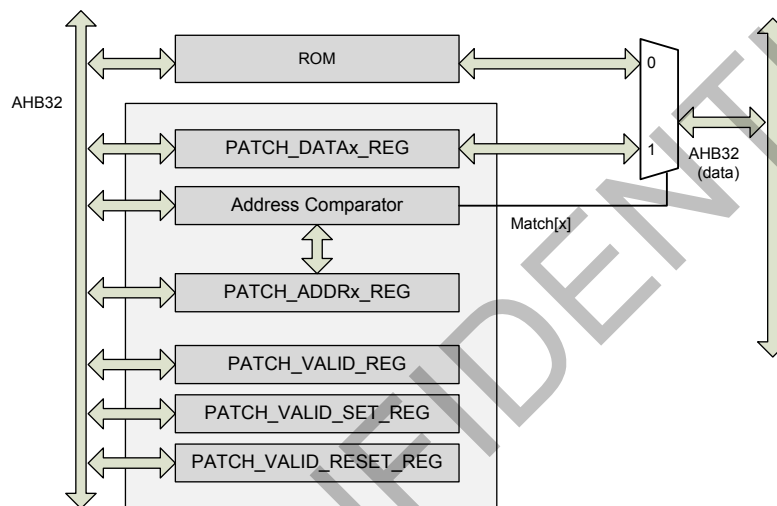 ROM
0
AHB32
PATCH_DATAx_REG
1
AHB32
(data)
Address Comparator
Match[x]
PATCH_ADDRx_REG
PATCH_VALID_REG
PATCH_VALID_SET_REG
PATCH_VALID_RESET_REG